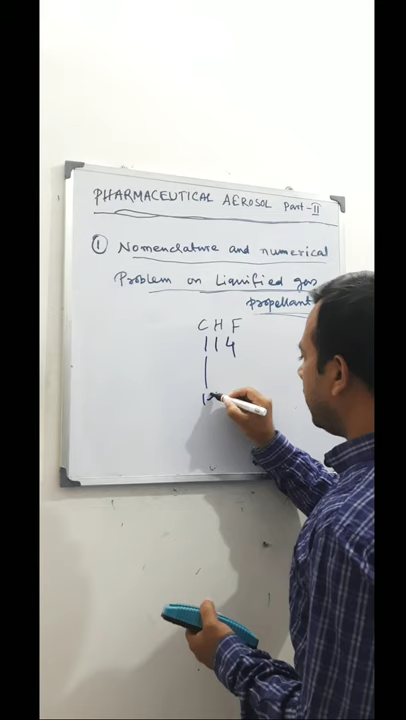 PHARMACEUTICAL AEROSOL Part-II
① Nomenclature and numerical
Problem on Liquified gas
Propellant
C H F
1 1 4